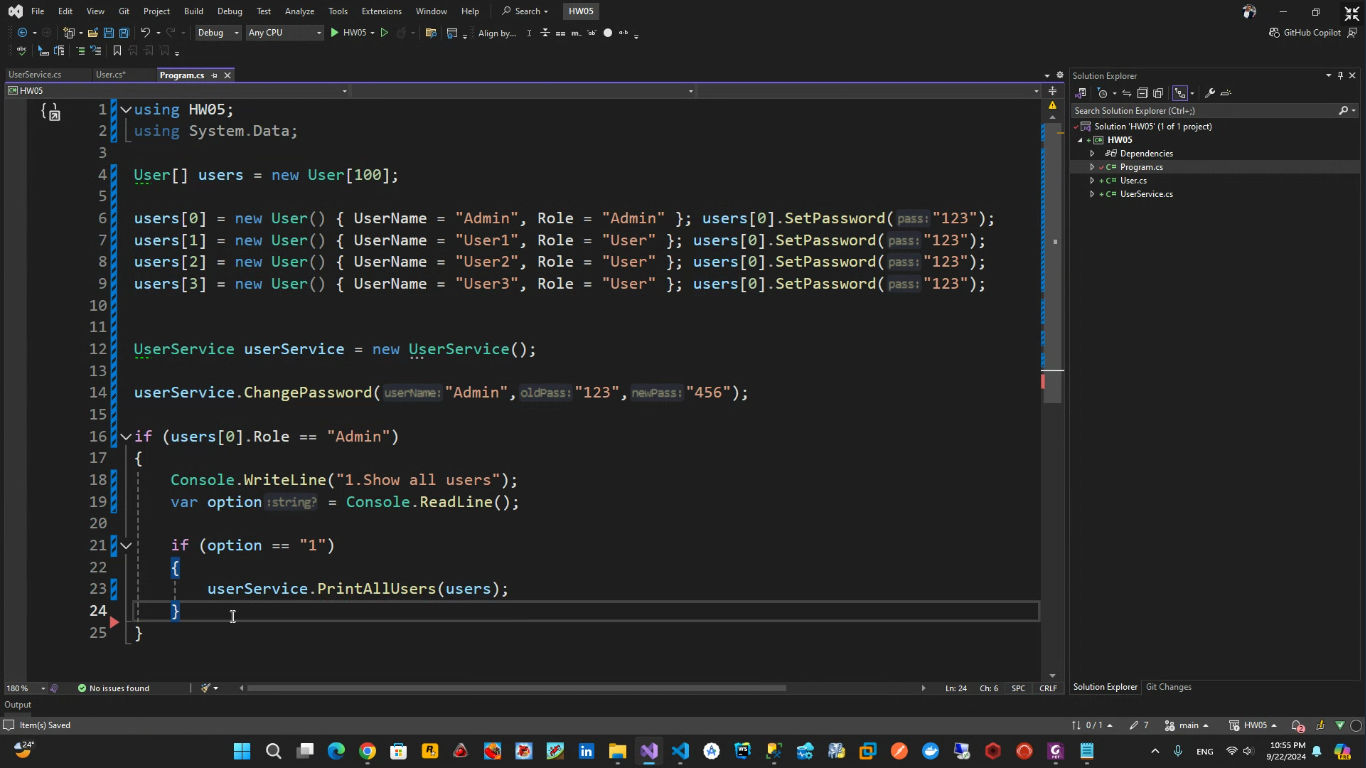 File Edit View Git Project Build Debug Test Analyze Tools Extensions Window Help Search HW05
Debug Any CPU HW05 Align by... GitHub Copilot
UserService.cs User.cs* Program.cs
HW05
1 using HW05;
2 using System.Data;
3
4 User[] users = new User[100];
5
6 users[0] = new User() { UserName = "Admin", Role = "Admin" }; users[0].SetPassword(pass:"123");
7 users[1] = new User() { UserName = "User1", Role = "User" }; users[0].SetPassword(pass:"123");
8 users[2] = new User() { UserName = "User2", Role = "User" }; users[0].SetPassword(pass:"123");
9 users[3] = new User() { UserName = "User3", Role = "User" }; users[0].SetPassword(pass:"123");
10
11
12 UserService userService = new UserService();
13
14 userService.ChangePassword(userName:"Admin",oldPass:"123",newPass:"456");
15
16 if (users[0].Role == "Admin")
17 {
18 Console.WriteLine("1.Show all users");
19 var option:string? = Console.ReadLine();
20
21 if (option == "1")
22 {
23 userService.PrintAllUsers(users);
24 }
25 }
180 % No issues found Ln: 24 Ch: 6 SPC CRLF
Output
Item(s) Saved 0 / 1 7 main HW05 2
Solution Explorer
Search Solution Explorer (Ctrl+;)
Solution 'HW05' (1 of 1 project)
HW05
Dependencies
Program.cs
User.cs
UserService.cs
Solution Explorer Git Changes
24° ENG 10:55 PM
9/22/2024